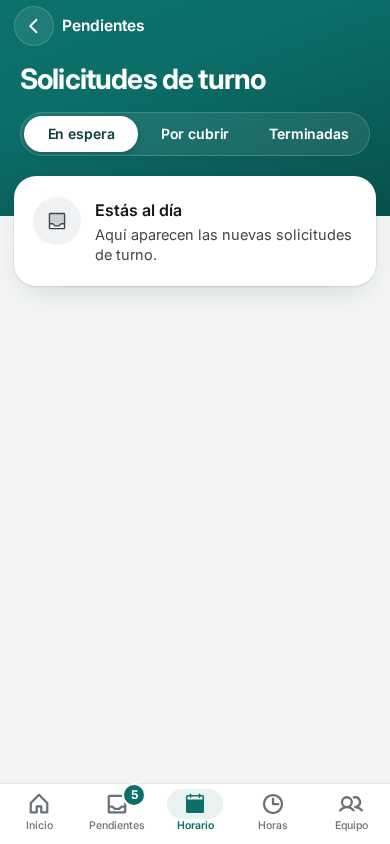 Pendientes
Solicitudes de turno
En espera
Por cubrir
Terminadas
Estás al día
Aquí aparecen las nuevas solicitudes
de turno.
5
Inicio
Pendientes
Horario
Horas
Equipo